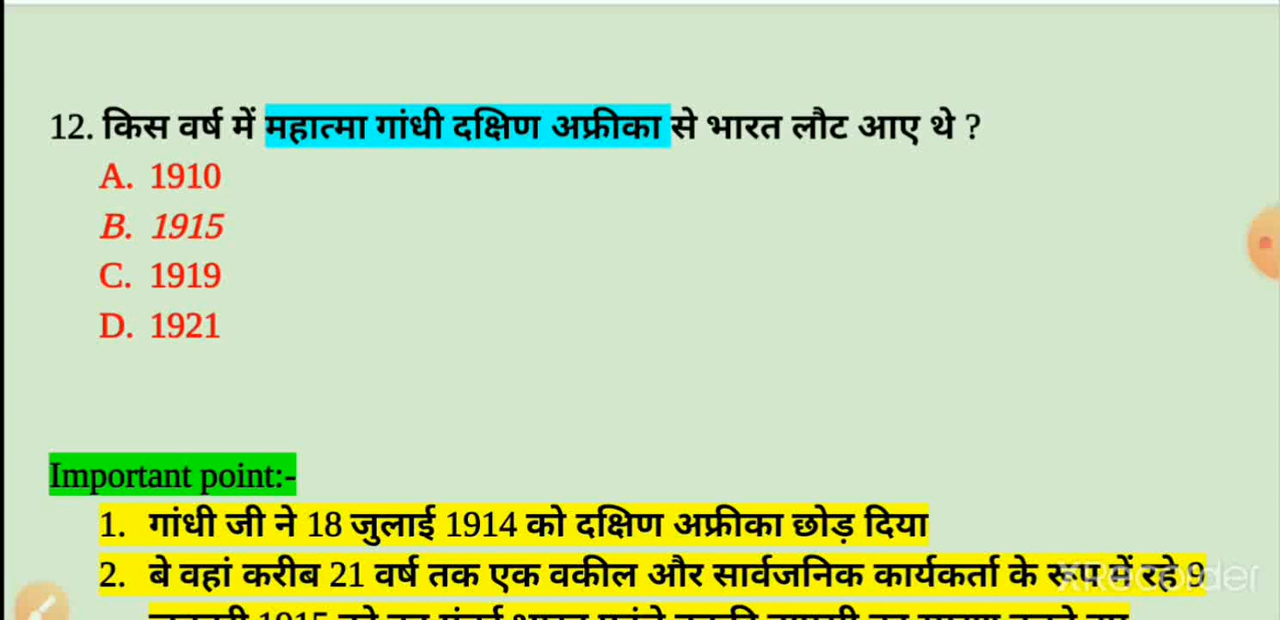 12. किस वर्ष में महात्मा गांधी दक्षिण अफ्रीका से भारत लौट आए थे ?
A. 1910
B. 1915
C. 1919
D. 1921
Important point:-
1. गांधी जी ने 18 जुलाई 1914 को दक्षिण अफ्रीका छोड़ दिया
2. बे वहां करीब 21 वर्ष तक एक वकील और सार्वजनिक कार्यकर्ता के रूप में रहे 9
XRecorder